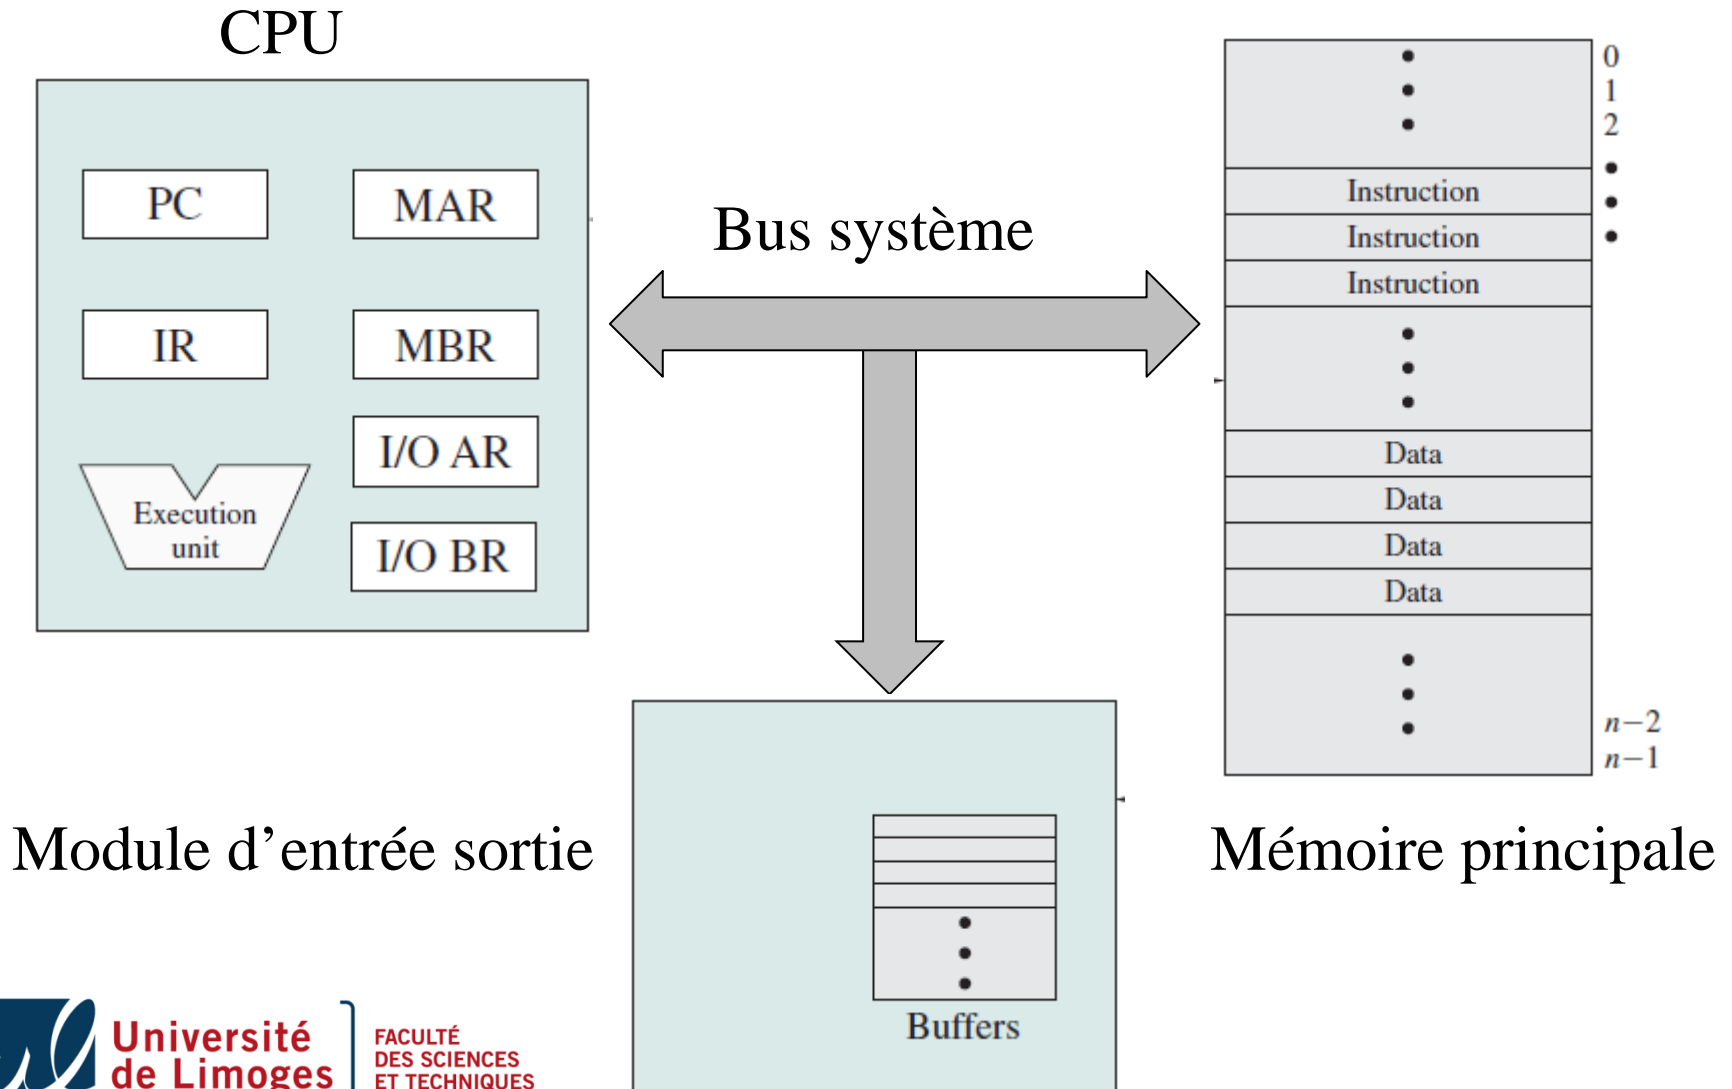 CPU
PC
MAR
IR
MBR
I/O AR
I/O BR
Execution
unit
Bus système
0
1
2
Instruction
Instruction
Instruction
Data
Data
Data
Data
n−2
n−1
Module d'entrée sortie
Mémoire principale
Buffers
Université
de Limoges
FACULTÉ
DES SCIENCES
ET TECHNIQUES